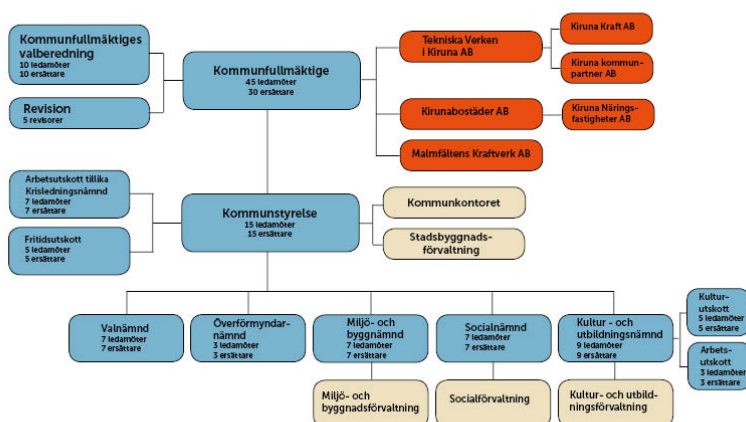 Kommunfullmäktiges
valberedning
10 ledamöter
10 ersättare
Revision
5 revisorer
Kommunfullmäktige
45 ledamöter
30 ersättare
Tekniska Verken
i Kiruna AB
Kiruna Kraft AB
Kiruna kommun-
partner AB
Kirunabostäder AB
Kiruna Närings-
fastigheter AB
Malmfältens Kraftverk AB
Arbetsutskott tillika
Krisledningsnämnd
7 ledamöter
7 ersättare
Fritidsutskott
5 ledamöter
5 ersättare
Kommunstyrelse
15 ledamöter
15 ersättare
Kommunkontoret
Stadsbyggnads-
förvaltning
Valnämnd
7 ledamöter
7 ersättare
Överförmyndar-
nämnd
3 ledamöter
3 ersättare
Miljö- och
byggnämnd
7 ledamöter
7 ersättare
Socialnämnd
7 ledamöter
7 ersättare
Kultur - och
utbildningsnämnd
9 ledamöter
9 ersättare
Kultur-
utskott
5 ledamöter
5 ersättare
Arbets-
utskott
3 ledamöter
3 ersättare
Miljö- och
byggnadsförvaltning
Socialförvaltning
Kultur- och utbild-
ningsförvaltning